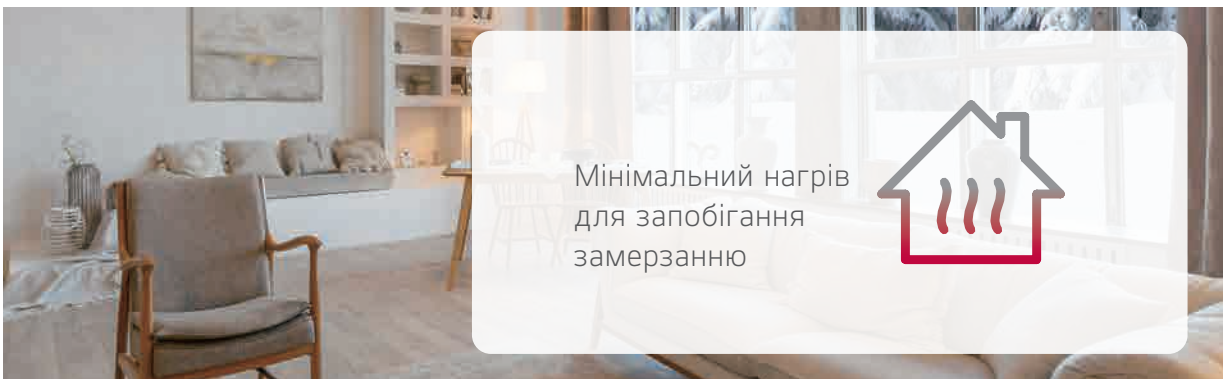 Мінімальний нагрів
для запобігання
замерзанню